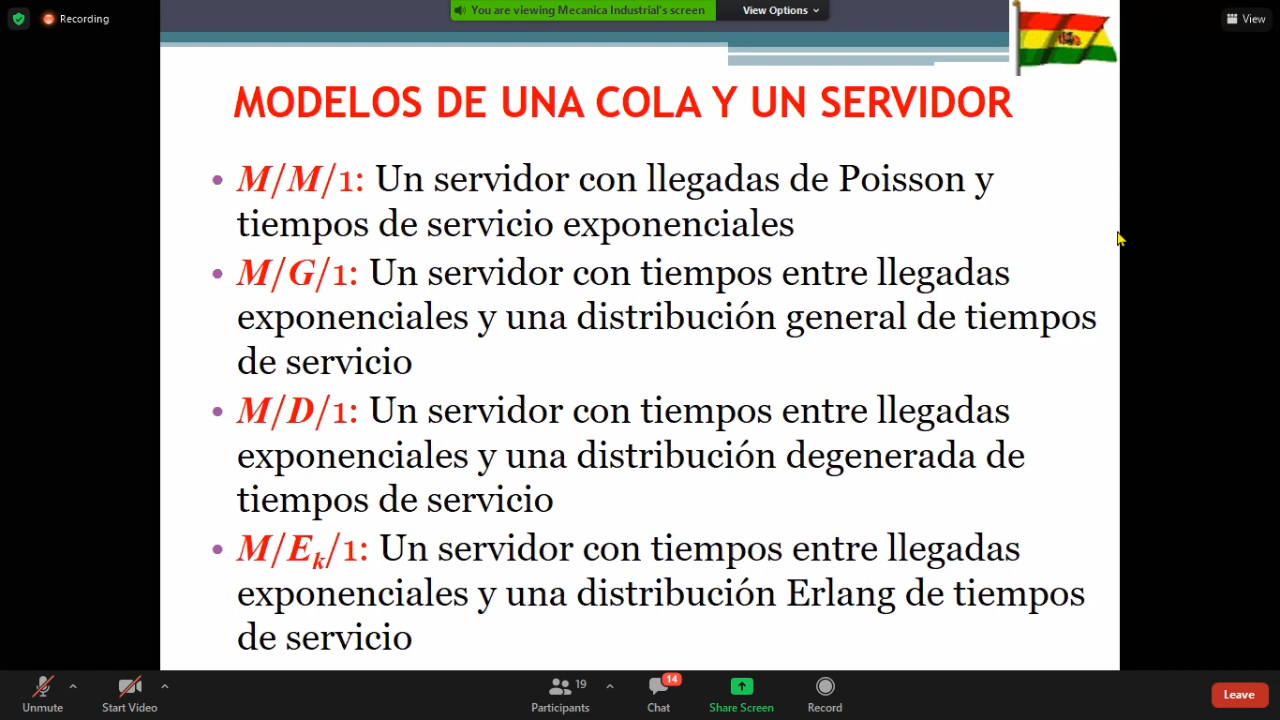 Recording
You are viewing Mecanica Industrial's screen
View Options
View
MODELOS DE UNA COLA Y UN SERVIDOR
• M/M/1: Un servidor con llegadas de Poisson y
tiempos de servicio exponenciales
• M/G/1: Un servidor con tiempos entre llegadas
exponenciales y una distribución general de tiempos
de servicio
• M/D/1: Un servidor con tiempos entre llegadas
exponenciales y una distribución degenerada de
tiempos de servicio
• M/Eₖ/1: Un servidor con tiempos entre llegadas
exponenciales y una distribución Erlang de tiempos
de servicio
Unmute
Start Video
19
Participants
14
Chat
Share Screen
Record
Leave